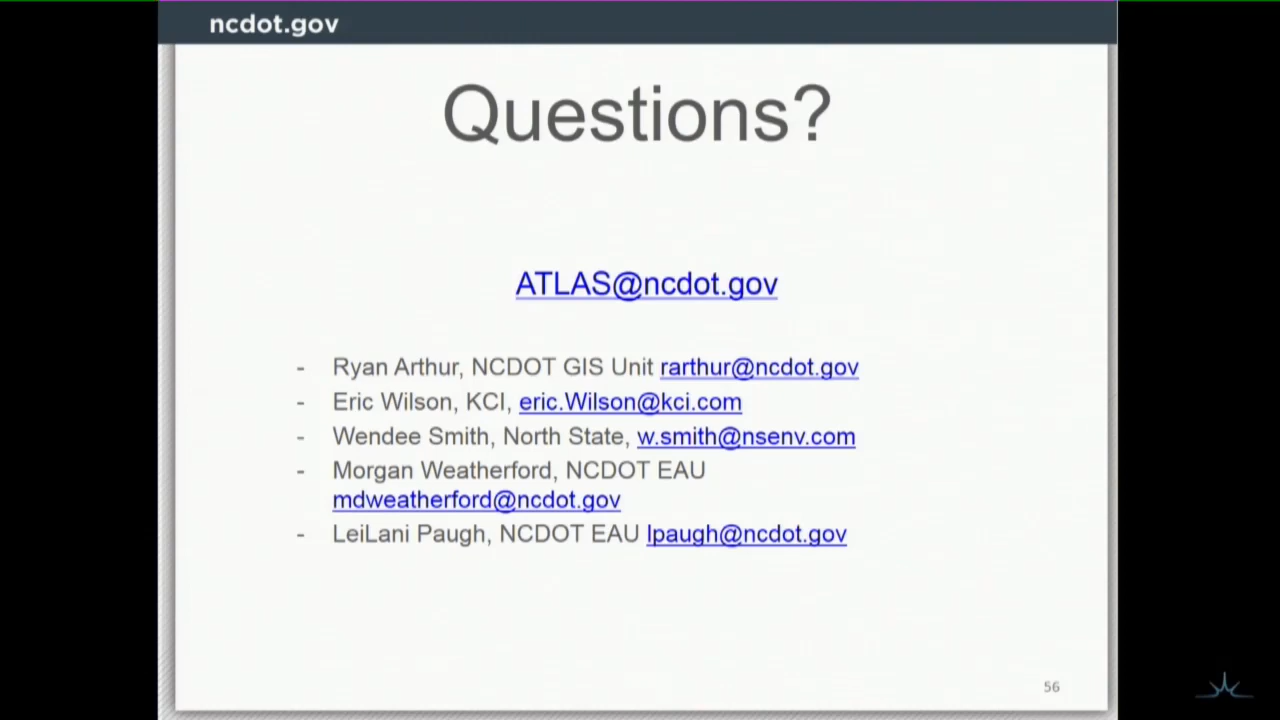 ncdot.gov
Questions?
ATLAS@ncdot.gov
- Ryan Arthur, NCDOT GIS Unit rarthur@ncdot.gov
- Eric Wilson, KCI, eric.Wilson@kci.com
- Wendee Smith, North State, w.smith@nsenv.com
- Morgan Weatherford, NCDOT EAU
mdweatherford@ncdot.gov
- LeiLani Paugh, NCDOT EAU lpaugh@ncdot.gov
56